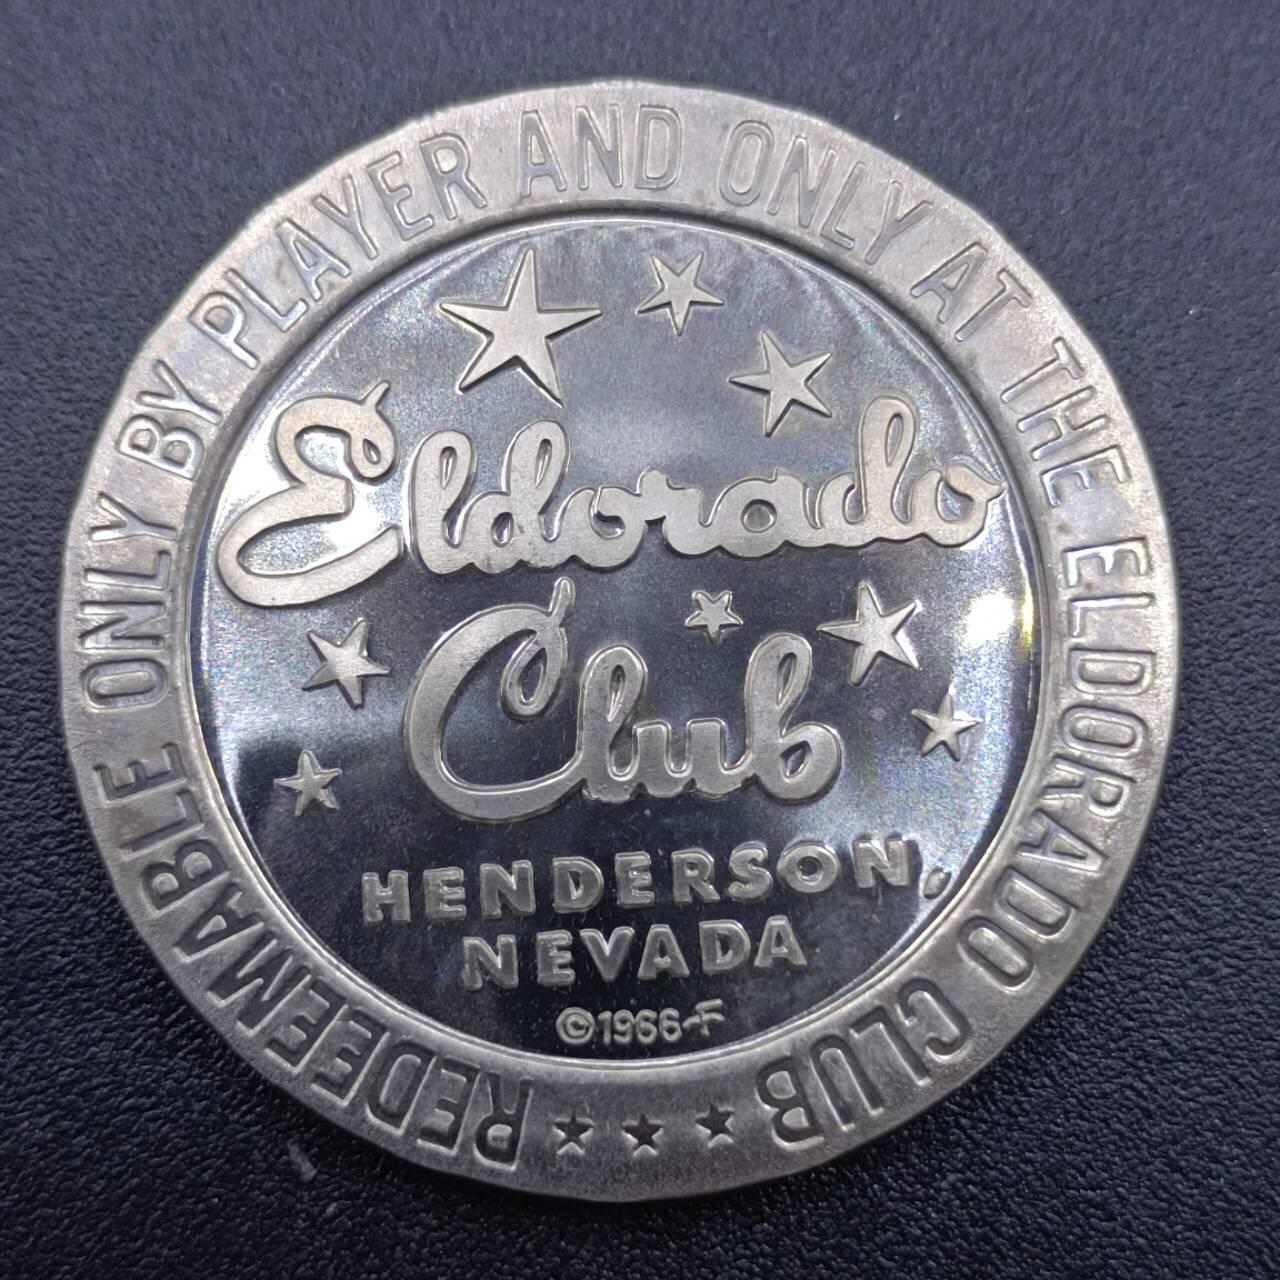 REDEEMABLE ONLY BY PLAYER AND ONLY AT THE ELDORADO CLUB
Eldorado
Club
HENDERSON,
NEVADA
©1966-F